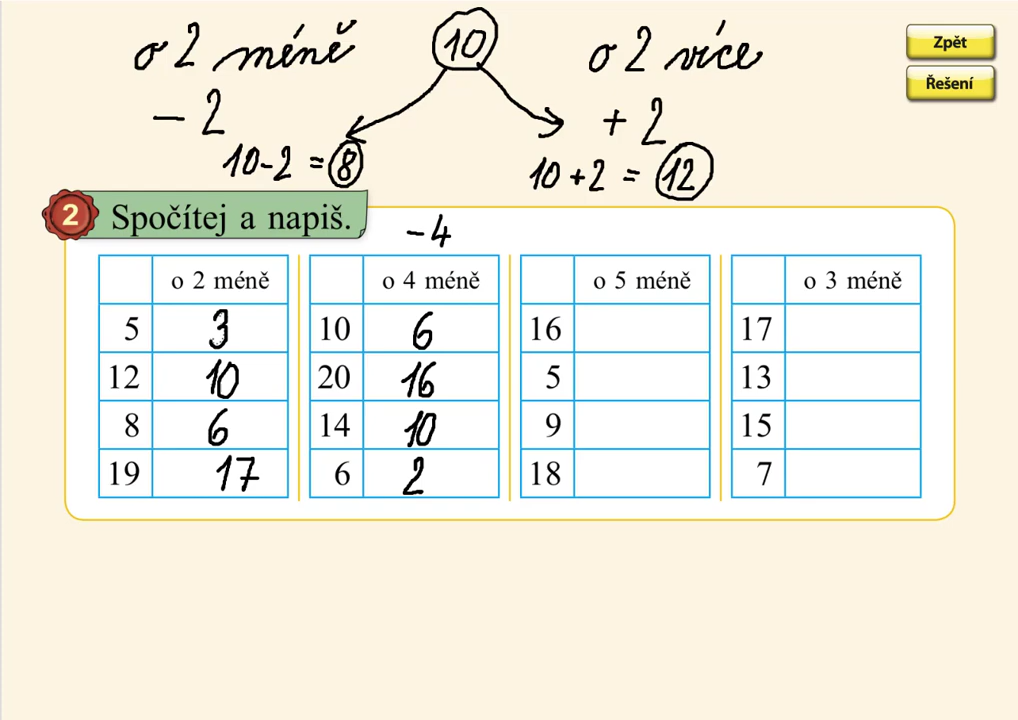 o 2 méně 10 o 2 více Zpět
Řešení
- 2 + 2
10-2 = 8 10 + 2 = 12
2 Spočítej a napiš. -4
o 2 méně o 4 méně o 5 méně o 3 méně
5 3 10 6 16 17
12 10 20 16 5 13
8 6 14 10 9 15
19 17 6 2 18 7